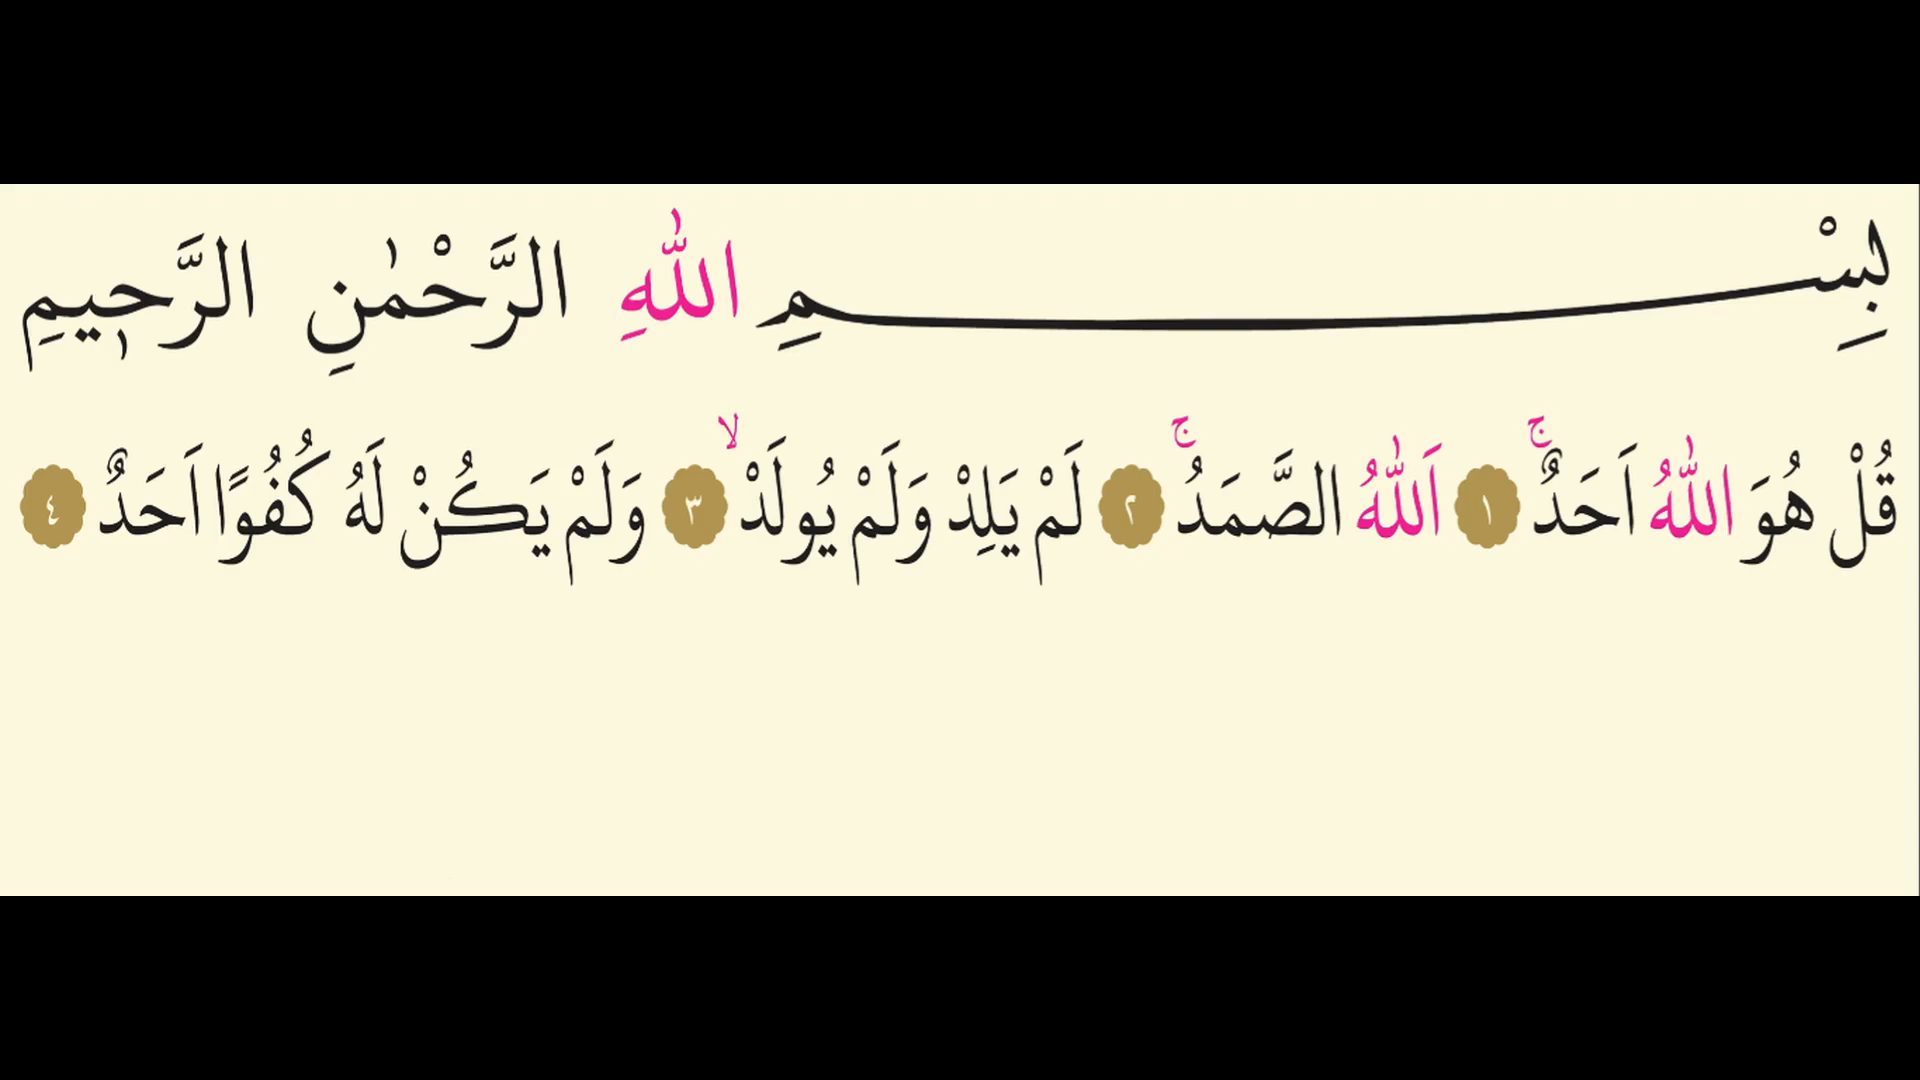 بِسْمِ اللّٰهِ الرَّحْمٰنِ الرَّح۪يمِ
قُلْ هُوَ اللّٰهُ اَحَدٌۚ ١ اَللّٰهُ الصَّمَدُۚ ٢ لَمْ يَلِدْ وَلَمْ يُولَدْۙ ٣ وَلَمْ يَكُنْ لَهُ كُفُوًا اَحَدٌ ٤